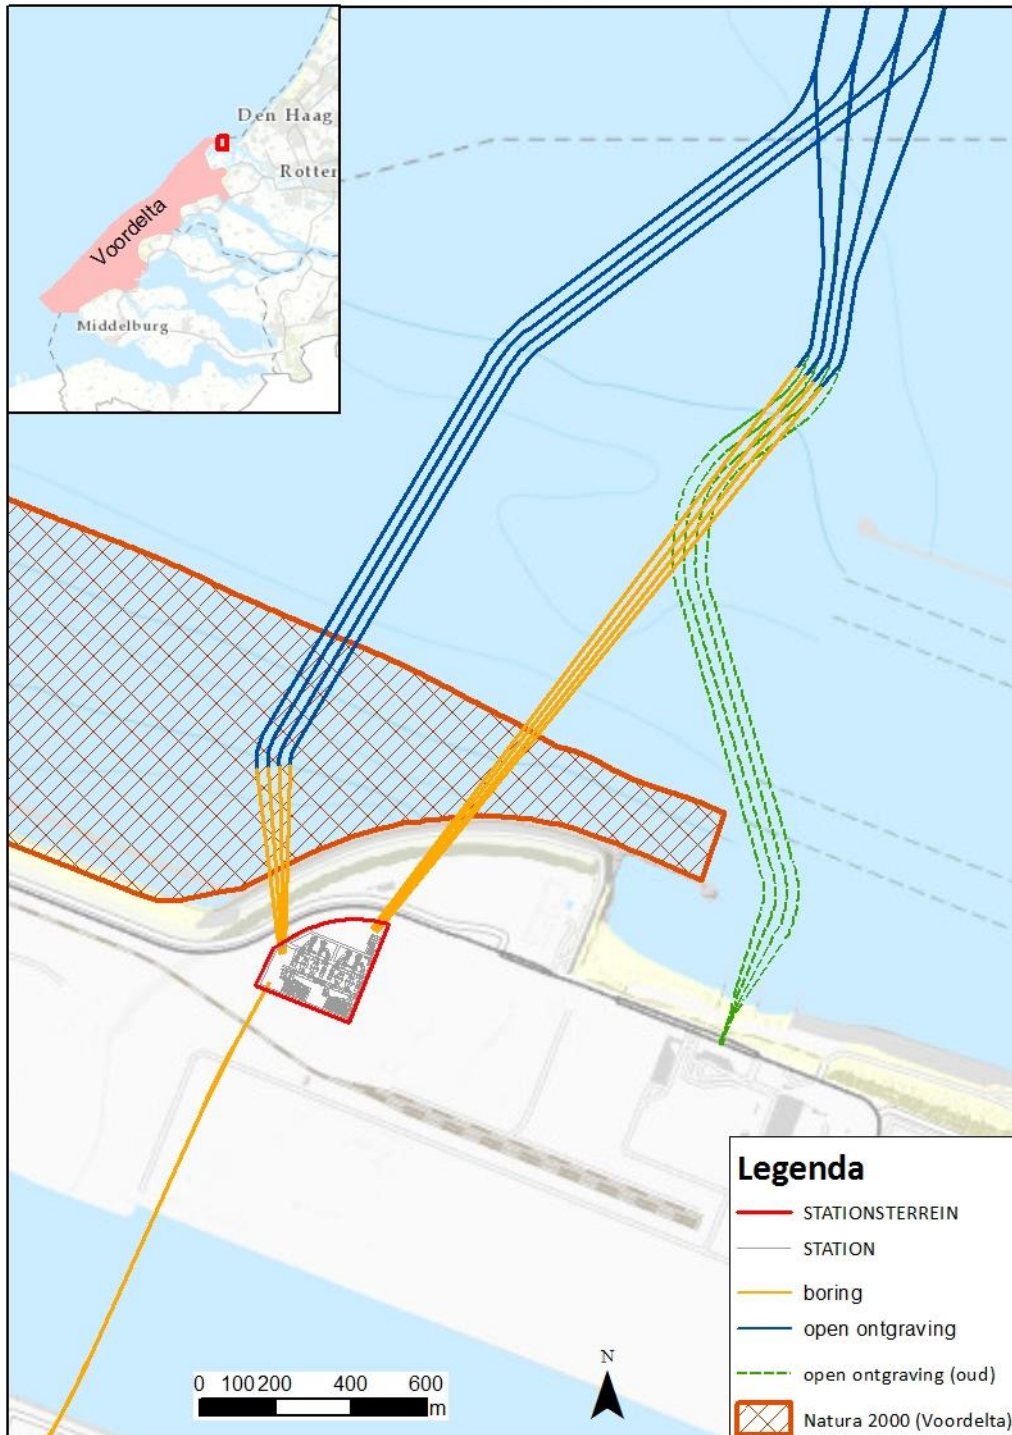 Den Haag
Rotter
Voordelta
Middelburg
Legenda
STATIONSTERREIN
STATION
boring
open ontgraving
open ontgraving (oud)
Natura 2000 (Voordelta)
N
0 100 200 400 600
m